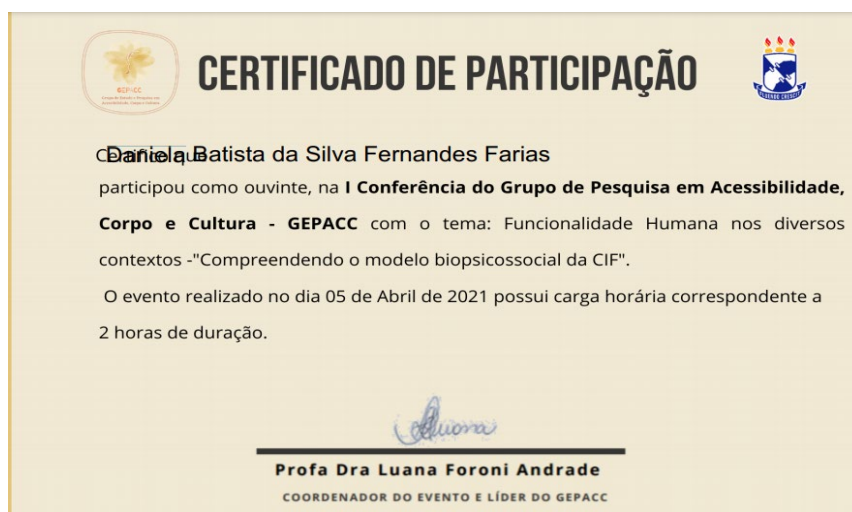 CERTIFICADO DE PARTICIPAÇÃO
GEPACC
Certifico que Daniela Batista da Silva Fernandes Farias
participou como ouvinte, na I Conferência do Grupo de Pesquisa em Acessibilidade,
Corpo e Cultura - GEPACC com o tema: Funcionalidade Humana nos diversos
contextos -"Compreendendo o modelo biopsicossocial da CIF".
O evento realizado no dia 05 de Abril de 2021 possui carga horária correspondente a
2 horas de duração.
Profa Dra Luana Foroni Andrade
COORDENADOR DO EVENTO E LÍDER DO GEPACC